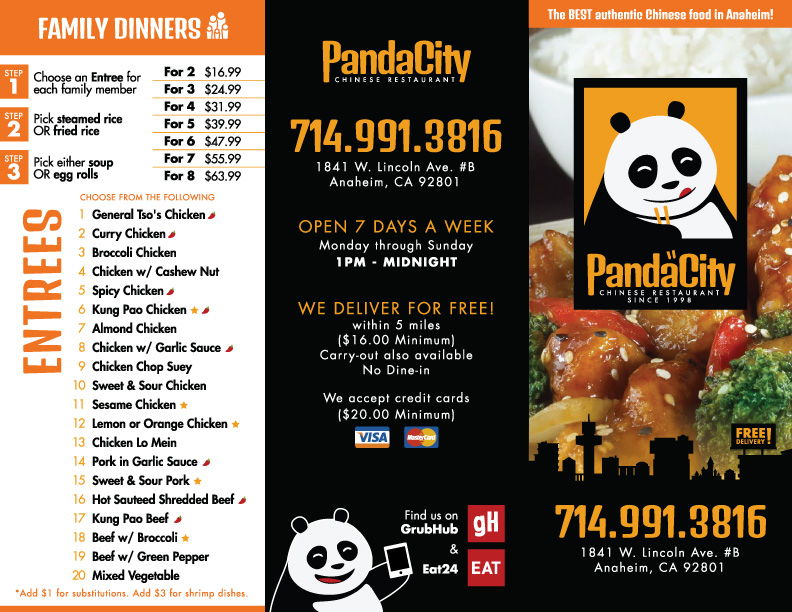 FAMILY DINNERS
STEP 1
Choose an Entree for
each family member
STEP 2
Pick steamed rice
OR fried rice
STEP 3
Pick either soup
OR egg rolls
For 2 $16.99
For 3 $24.99
For 4 $31.99
For 5 $39.99
For 6 $47.99
For 7 $55.99
For 8 $63.99
ENTREES
CHOOSE FROM THE FOLLOWING
1 General Tso's Chicken
2 Curry Chicken
3 Broccoli Chicken
4 Chicken w/ Cashew Nut
5 Spicy Chicken
6 Kung Pao Chicken
7 Almond Chicken
8 Chicken w/ Garlic Sauce
9 Chicken Chop Suey
10 Sweet & Sour Chicken
11 Sesame Chicken
12 Lemon or Orange Chicken
13 Chicken Lo Mein
14 Pork in Garlic Sauce
15 Sweet & Sour Pork
16 Hot Sauteed Shredded Beef
17 Kung Pao Beef
18 Beef w/ Broccoli
19 Beef w/ Green Pepper
20 Mixed Vegetable
*Add $1 for substitutions. Add $3 for shrimp dishes.
PandaCity
CHINESE RESTAURANT
714.991.3816
1841 W. Lincoln Ave. #B
Anaheim, CA 92801
OPEN 7 DAYS A WEEK
Monday through Sunday
1PM - MIDNIGHT
WE DELIVER FOR FREE!
within 5 miles
($16.00 Minimum)
Carry-out also available
No Dine-in
We accept credit cards
($20.00 Minimum)
VISA
MasterCard
Find us on
GrubHub
&
Eat24
gH
EAT
The BEST authentic Chinese food in Anaheim!
PandaCity
CHINESE RESTAURANT
SINCE 1998
FREE!
DELIVERY
714.991.3816
1841 W. Lincoln Ave. #B
Anaheim, CA 92801